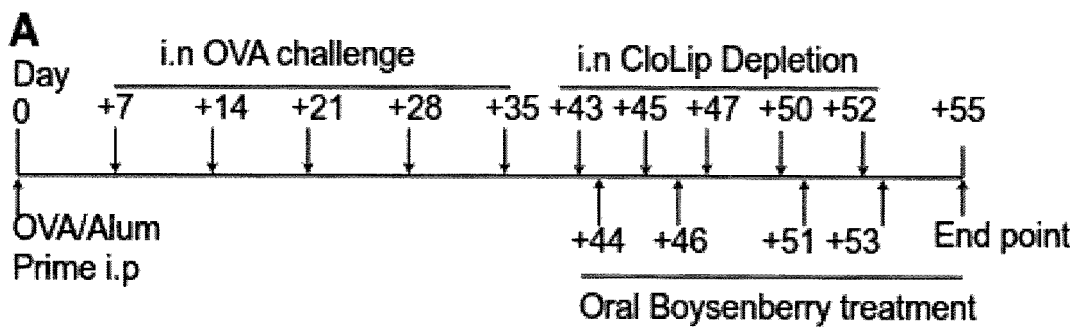 A
i.n OVA challenge
i.n CloLip Depletion
Day
0 +7 +14 +21 +28 +35 +43 +45 +47 +50 +52 +55
OVA/Alum
Prime i.p
+44 +46 +51 +53 End point
Oral Boysenberry treatment